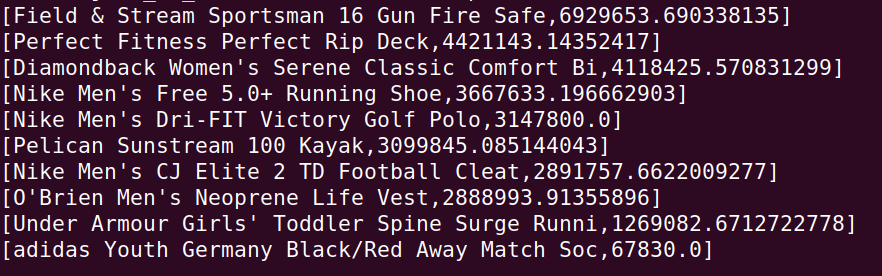 [Field & Stream Sportsman 16 Gun Fire Safe,6929653.690338135]
[Perfect Fitness Perfect Rip Deck,4421143.14352417]
[Diamondback Women's Serene Classic Comfort Bi,4118425.570831299]
[Nike Men's Free 5.0+ Running Shoe,3667633.196662903]
[Nike Men's Dri-FIT Victory Golf Polo,3147800.0]
[Pelican Sunstream 100 Kayak,3099845.085144043]
[Nike Men's CJ Elite 2 TD Football Cleat,2891757.6622009277]
[O'Brien Men's Neoprene Life Vest,2888993.91355896]
[Under Armour Girls' Toddler Spine Surge Runni,1269082.6712722778]
[adidas Youth Germany Black/Red Away Match Soc,67830.0]